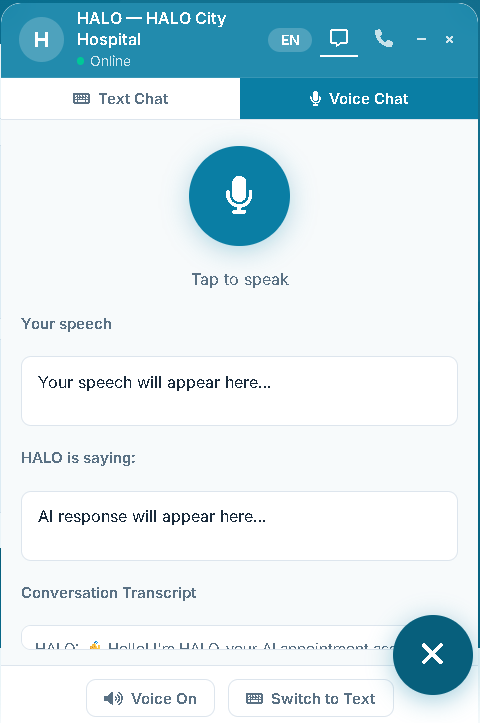 H
HALO — HALO City
Hospital
Online
EN
Text Chat
Voice Chat
Tap to speak
Your speech
Your speech will appear here...
HALO is saying:
AI response will appear here...
Conversation Transcript
HALO: 👋 Hello! I'm HALO, your AI appointment
Voice On
Switch to Text